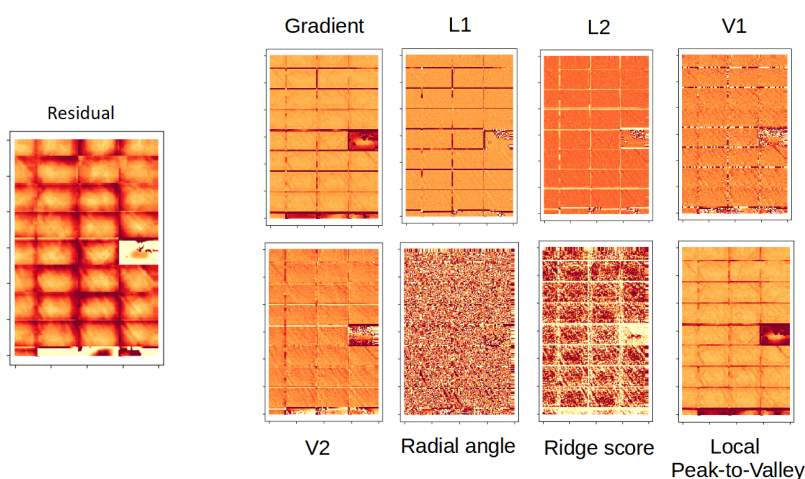 Gradient
L1
L2
V1
Residual
V2
Radial angle
Ridge score
Local
Peak-to-Valley